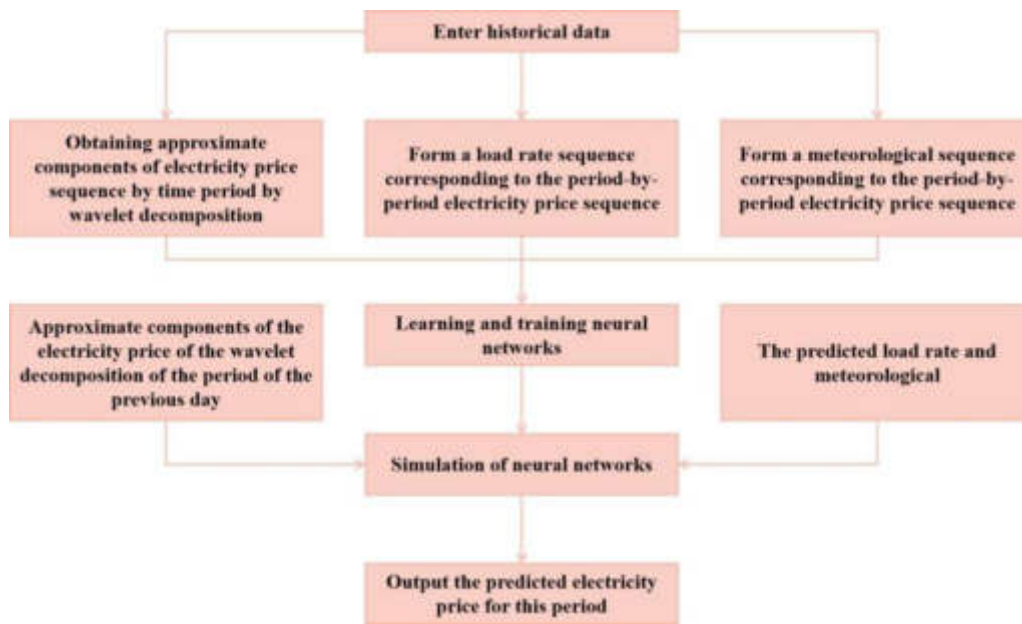 Enter historical data
Obtaining approximate
components of electricity price
sequence by time period by
wavelet decomposition
Form a load rate sequence
corresponding to the period-by-
period electricity price sequence
Form a meteorological sequence
corresponding to the period-by-
period electricity price sequence
Approximate components of the
electricity price of the wavelet
decomposition of the period of the
previous day
Learning and training neural
networks
The predicted load rate and
meteorological
Simulation of neural networks
Output the predicted electricity
price for this period